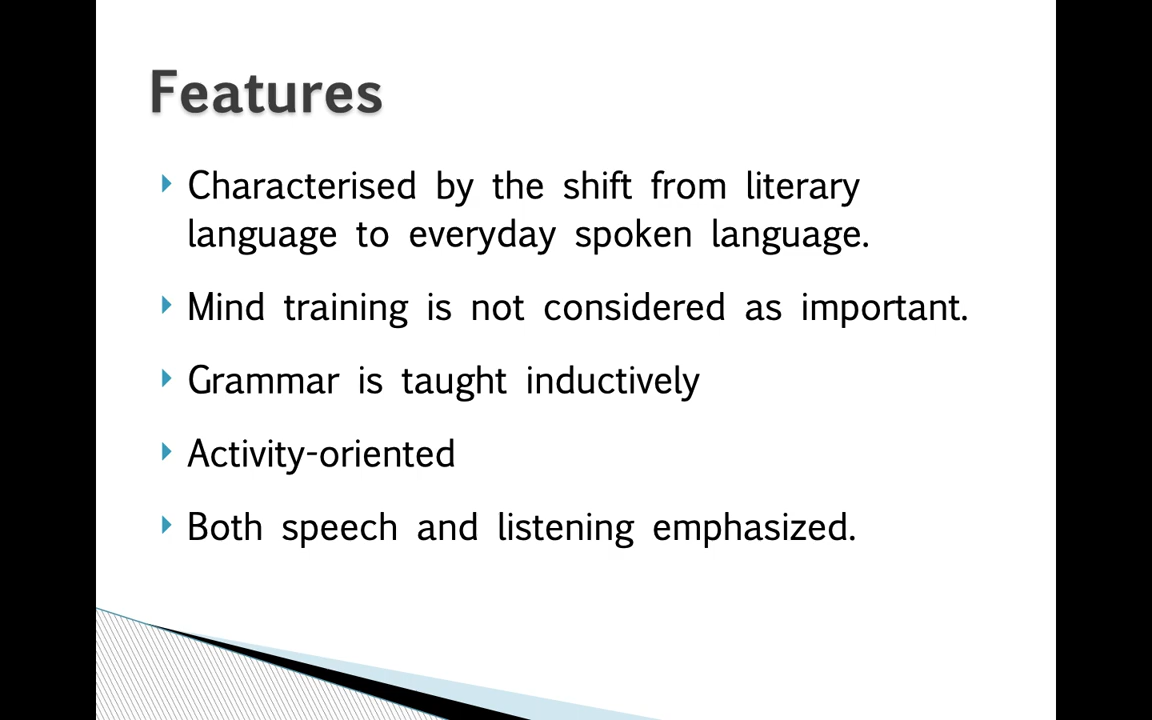 Features
Characterised by the shift from literary
language to everyday spoken language.
Mind training is not considered as important.
Grammar is taught inductively
Activity-oriented
Both speech and listening emphasized.